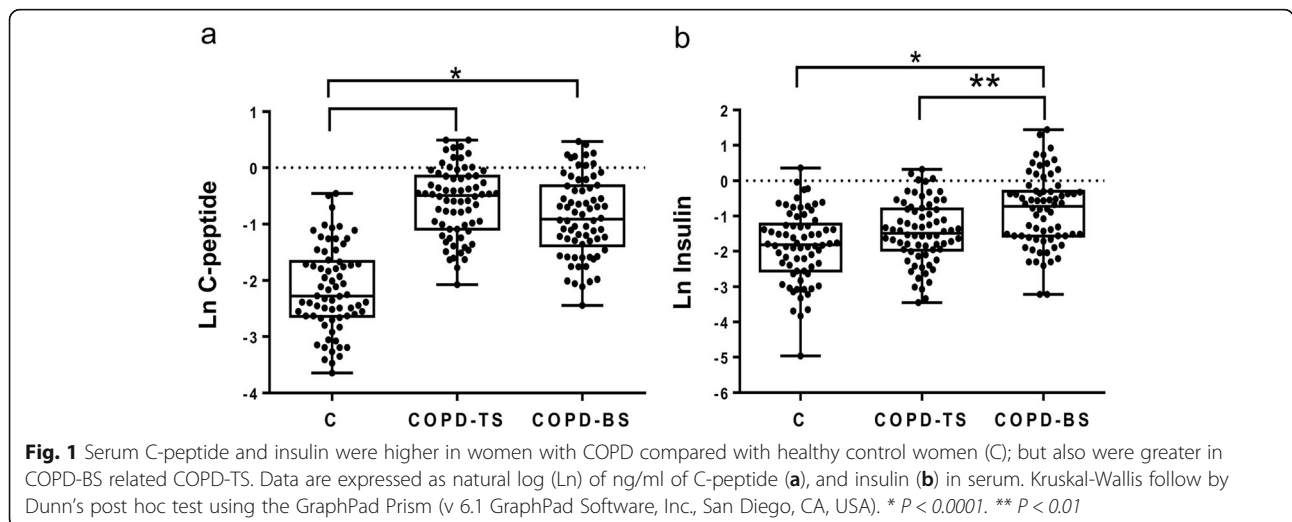 a
b
*
*
**
1
0
-1
-2
-3
-4
Ln C-peptide
C
COPD-TS
COPD-BS
2
1
0
-1
-2
-3
-4
-5
-6
Ln Insulin
C
COPD-TS
COPD-BS
Fig. 1 Serum C-peptide and insulin were higher in women with COPD compared with healthy control women (C); but also were greater in
COPD-BS related COPD-TS. Data are expressed as natural log (Ln) of ng/ml of C-peptide (a), and insulin (b) in serum. Kruskal-Wallis follow by
Dunn's post hoc test using the GraphPad Prism (v 6.1 GraphPad Software, Inc., San Diego, CA, USA). * P < 0.0001. ** P < 0.01